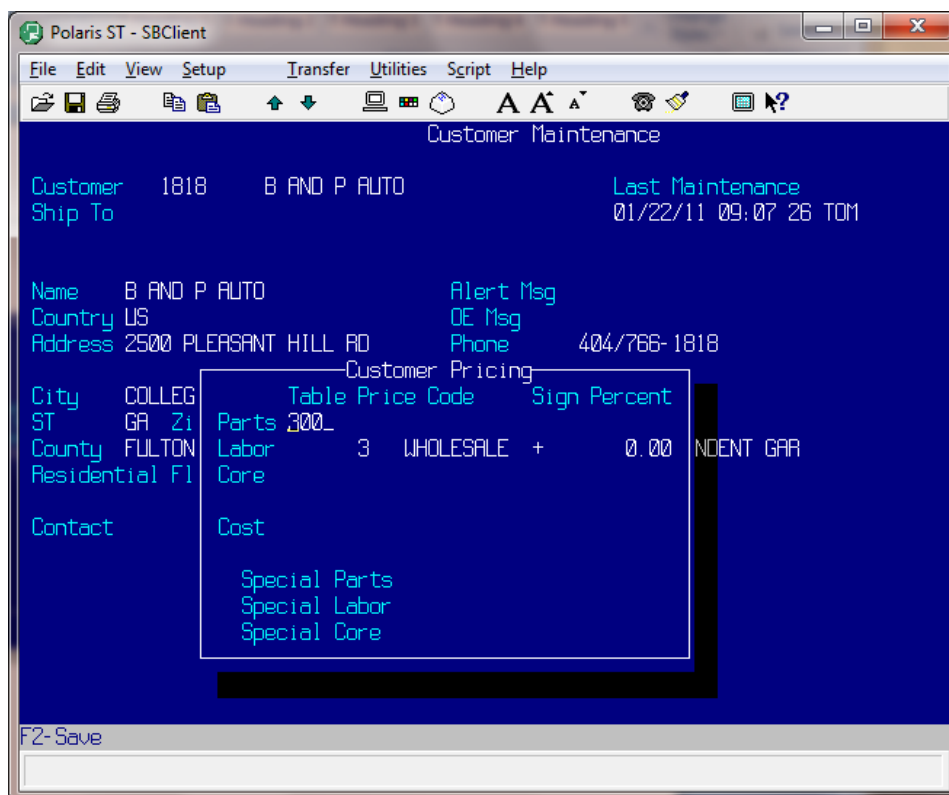 Polaris ST - SBClient
File Edit View Setup Transfer Utilities Script Help
A A A
Customer Maintenance
Customer 1818 B AND P AUTO Last Maintenance
Ship To 01/22/11 09:07 26 TOM
Name B AND P AUTO Alert Msg
Country US OE Msg
Address 2500 PLEASANT HILL RD Phone 404/766-1818
Customer Pricing
City COLLEG Table Price Code Sign Percent
ST GA Zi Parts 300_
County FULTON Labor 3 WHOLESALE + 0.00 NDENT GAR
Residential Fl Core
Contact Cost
Special Parts
Special Labor
Special Core
F2-Save